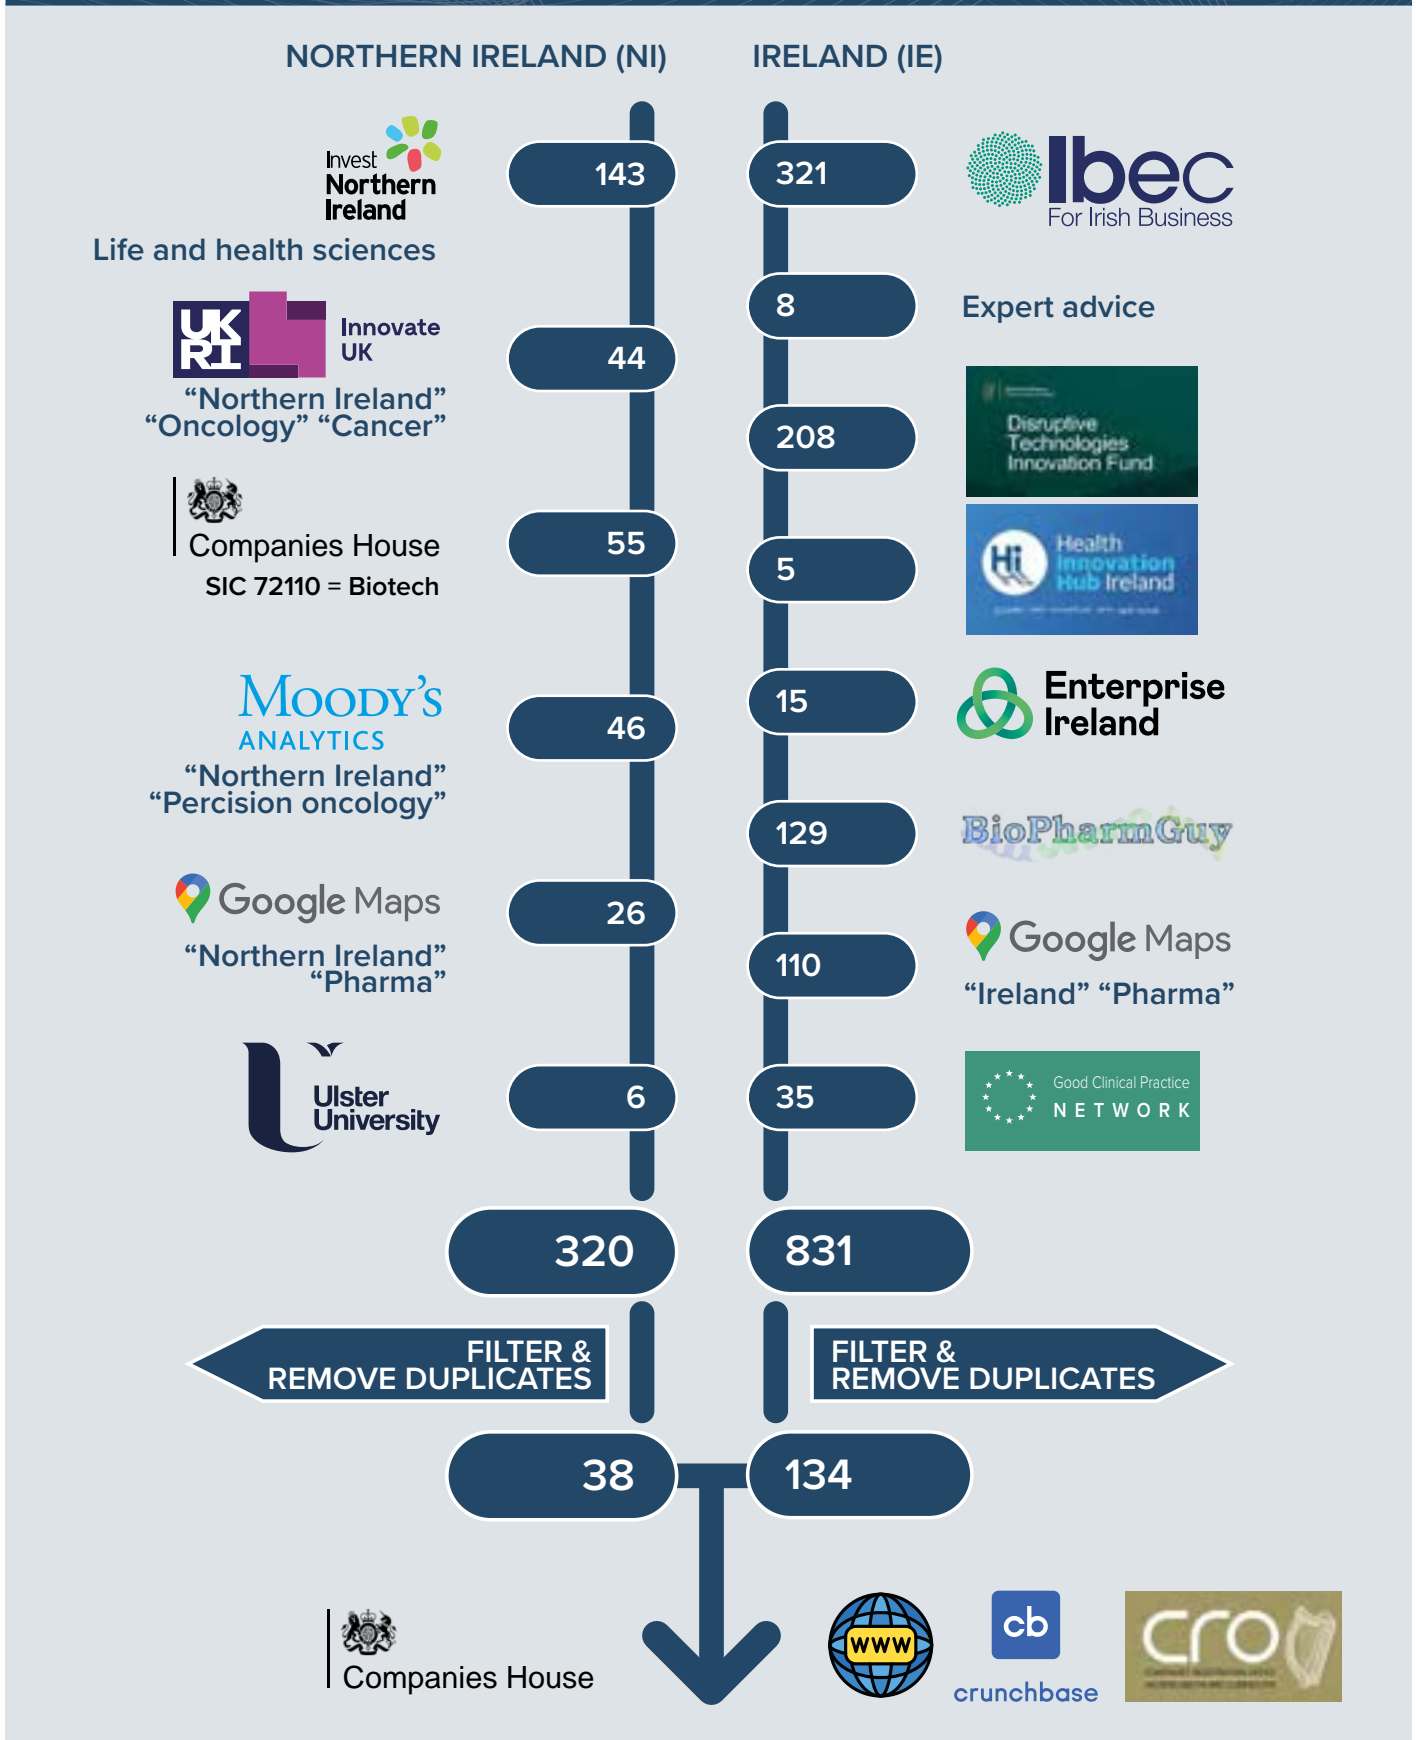 NORTHERN IRELAND (NI)
IRELAND (IE)
Invest
Northern
Ireland
143
Life and health sciences
321
Ibec
For Irish Business
UK
RI
Innovate
UK
44
“Northern Ireland”
“Oncology” “Cancer”
8
Expert advice
208
Disruptive
Technologies
Innovation Fund
Companies House
SIC 72110 = Biotech
55
5
Hi
Health
Innovation
Hub Ireland
MOODY’S
ANALYTICS
46
“Northern Ireland”
“Percision oncology”
15
Enterprise
Ireland
129
BioPharmGuy
Google Maps
26
“Northern Ireland”
“Pharma”
110
Google Maps
“Ireland” “Pharma”
Ulster
University
6
35
Good Clinical Practice
NETWORK
320
831
FILTER &
REMOVE DUPLICATES
FILTER &
REMOVE DUPLICATES
38
134
Companies House
WWW
cb
crunchbase
cro